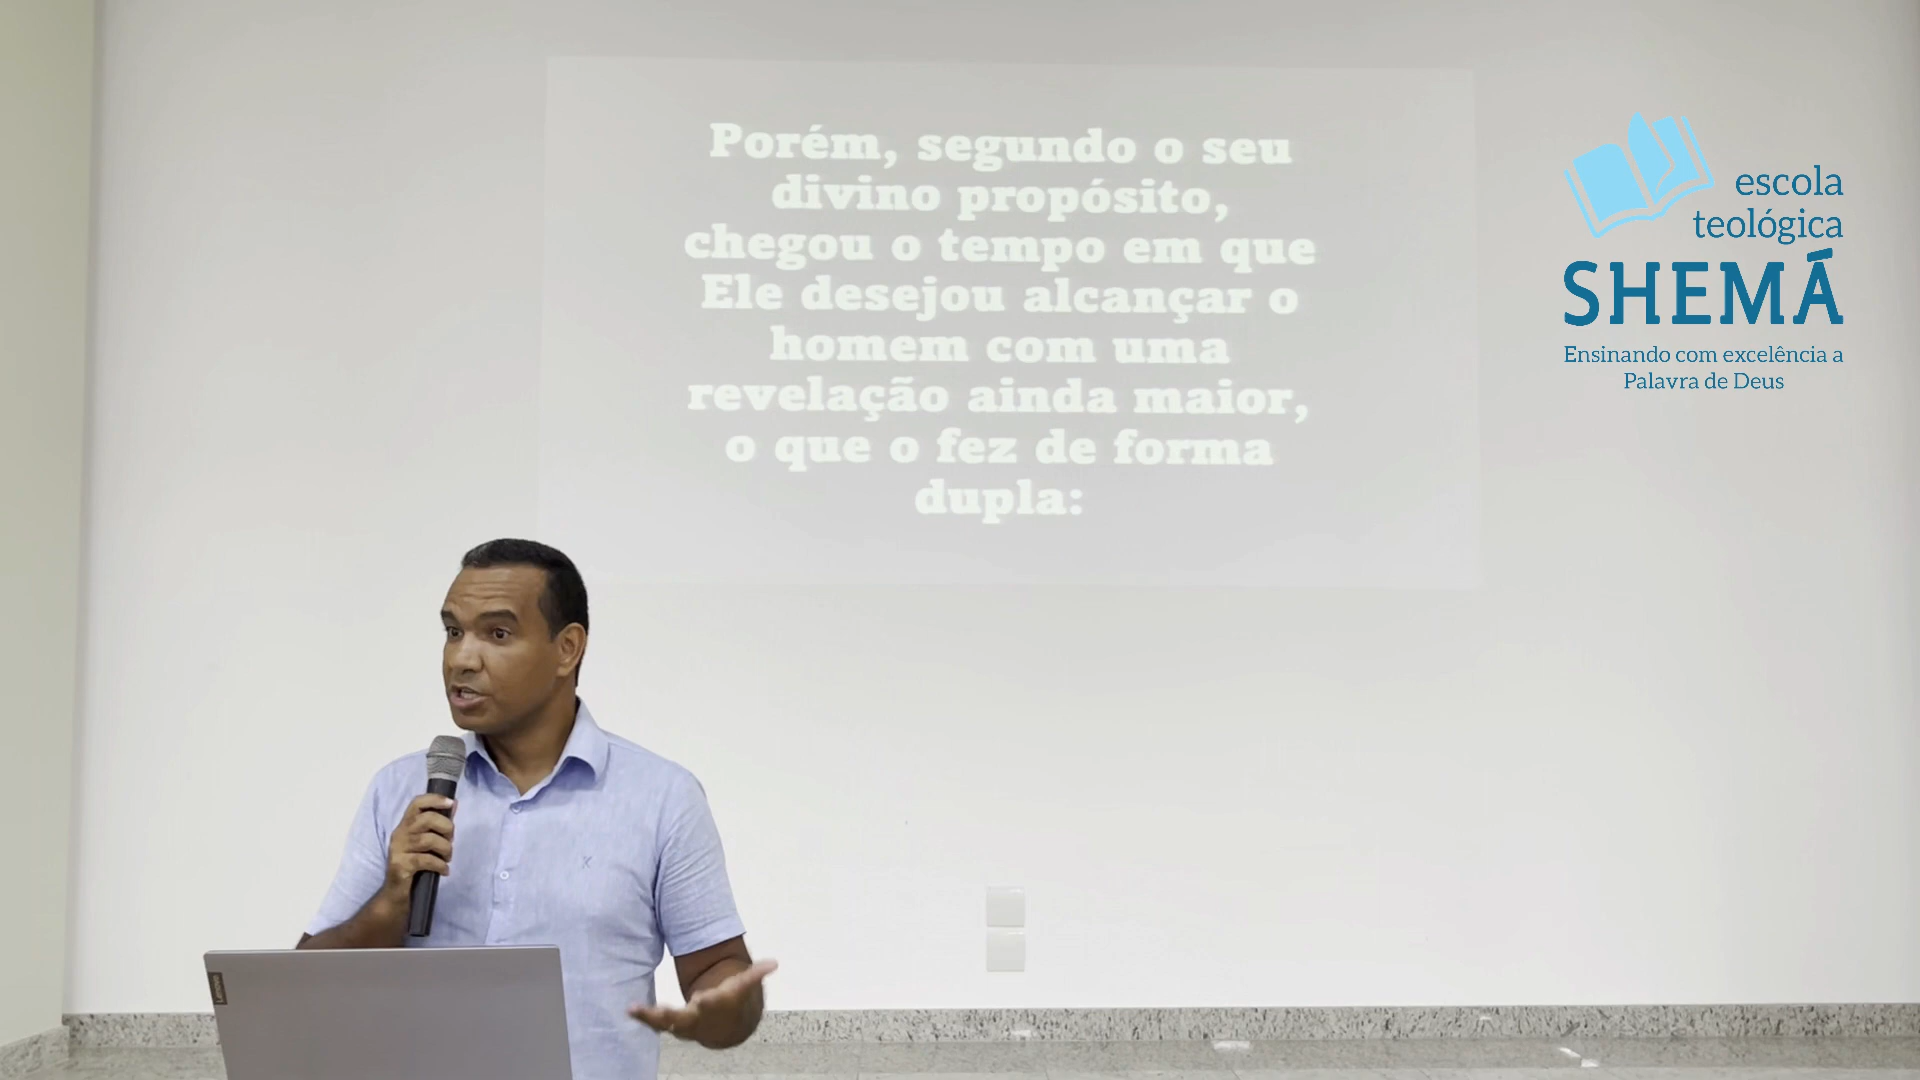 Porém, segundo o seu
divino propósito,
chegou o tempo em que
Ele desejou alcançar o
homem com uma
revelação ainda maior,
o que o fez de forma
dupla:
escola
teológica
SHEMÁ
Ensinando com excelência a
Palavra de Deus
Lenovo